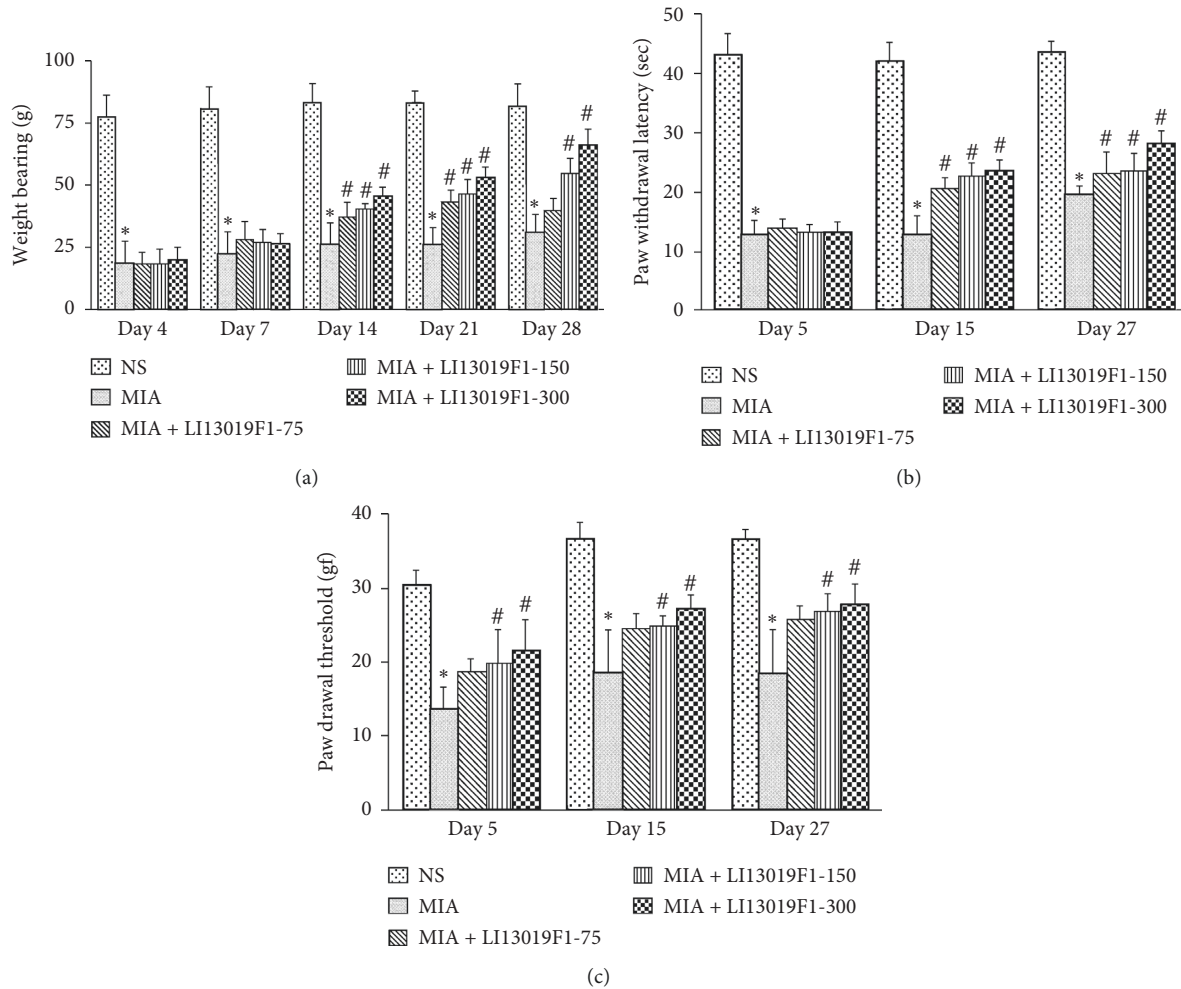 100
75
50
25
0
Weight bearing (g)
*
*
*
# # #
*
# # #
*
# #
Day 4 Day 7 Day 14 Day 21 Day 28
NS
MIA
MIA + LI13019F1-75
MIA + LI13019F1-150
MIA + LI13019F1-300
(a)
50
40
30
20
10
0
Paw withdrawal latency (sec)
*
*
# # #
*
# # #
Day 5 Day 15 Day 27
NS
MIA
MIA + LI13019F1-75
MIA + LI13019F1-150
MIA + LI13019F1-300
(b)
40
30
20
10
0
Paw drawal threshold (gf)
*
# #
*
# #
*
# #
Day 5 Day 15 Day 27
NS
MIA
MIA + LI13019F1-75
MIA + LI13019F1-150
MIA + LI13019F1-300
(c)